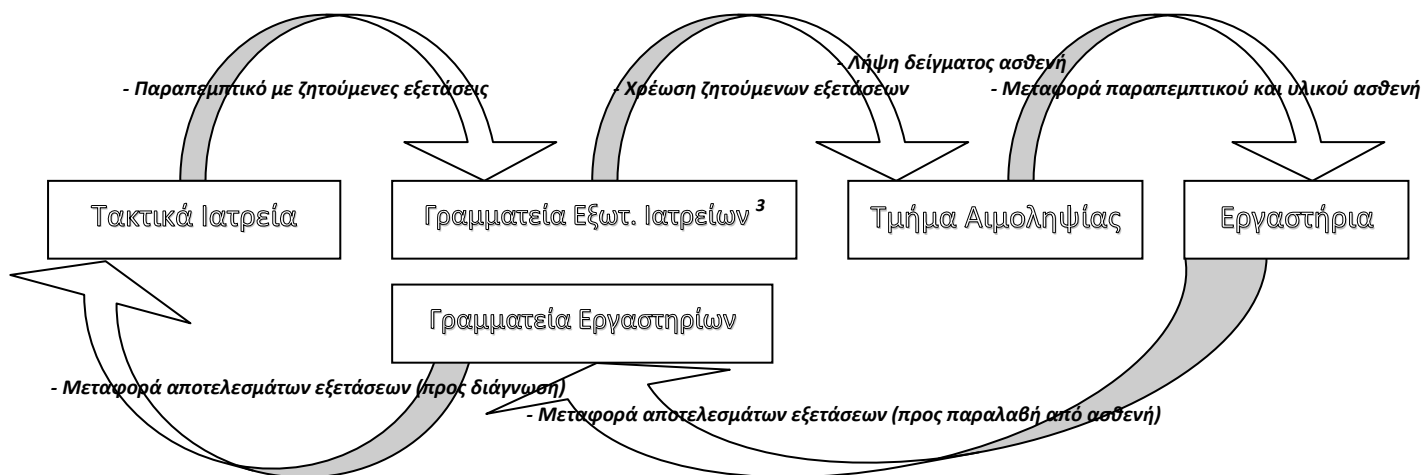 - Λήψη δείγματος ασθενή
- Παραπεμπτικό με ζητούμενες εξετάσεις
- Χρέωση ζητούμενων εξετάσεων
- Μεταφορά παραπεμπτικού και υλικού ασθενή
Τακτικά Ιατρεία
Γραμματεία Εξωτ. Ιατρείων 3
Τμήμα Αιμοληψίας
Εργαστήρια
Γραμματεία Εργαστηρίων
- Μεταφορά αποτελεσμάτων εξετάσεων (προς διάγνωση)
- Μεταφορά αποτελεσμάτων εξετάσεων (προς παραλαβή από ασθενή)